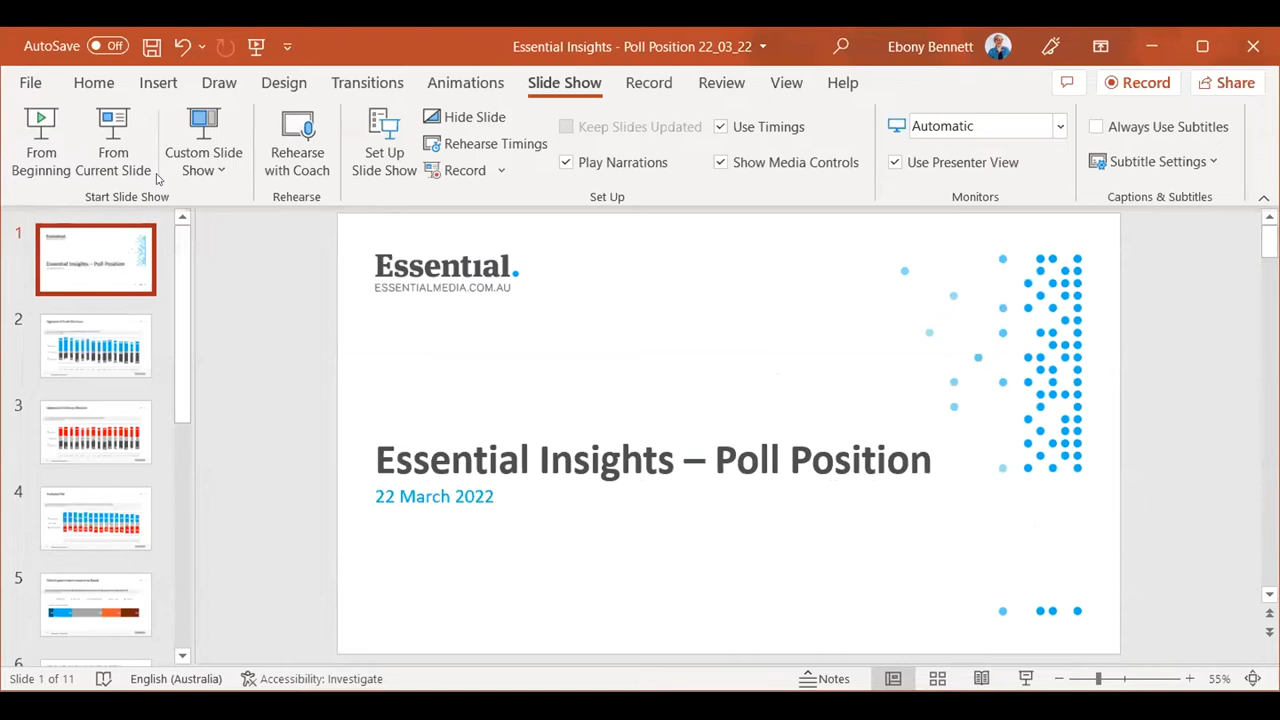 AutoSave Off
Essential Insights - Poll Position 22_03_22
Ebony Bennett
File Home Insert Draw Design Transitions Animations Slide Show Record Review View Help Record Share
From Beginning
From Current Slide
Custom Slide Show
Start Slide Show
Rehearse with Coach
Rehearse
Set Up Slide Show
Hide Slide
Rehearse Timings
Record
Keep Slides Updated
Play Narrations
Use Timings
Show Media Controls
Set Up
Automatic
Use Presenter View
Monitors
Always Use Subtitles
Subtitle Settings
Captions & Subtitles
1
Essential
Essential Insights – Poll Position
2
3
4
5
6
Essential.
ESSENTIALMEDIA.COM.AU
Essential Insights – Poll Position
22 March 2022
Slide 1 of 11 English (Australia) Accessibility: Investigate Notes 55%